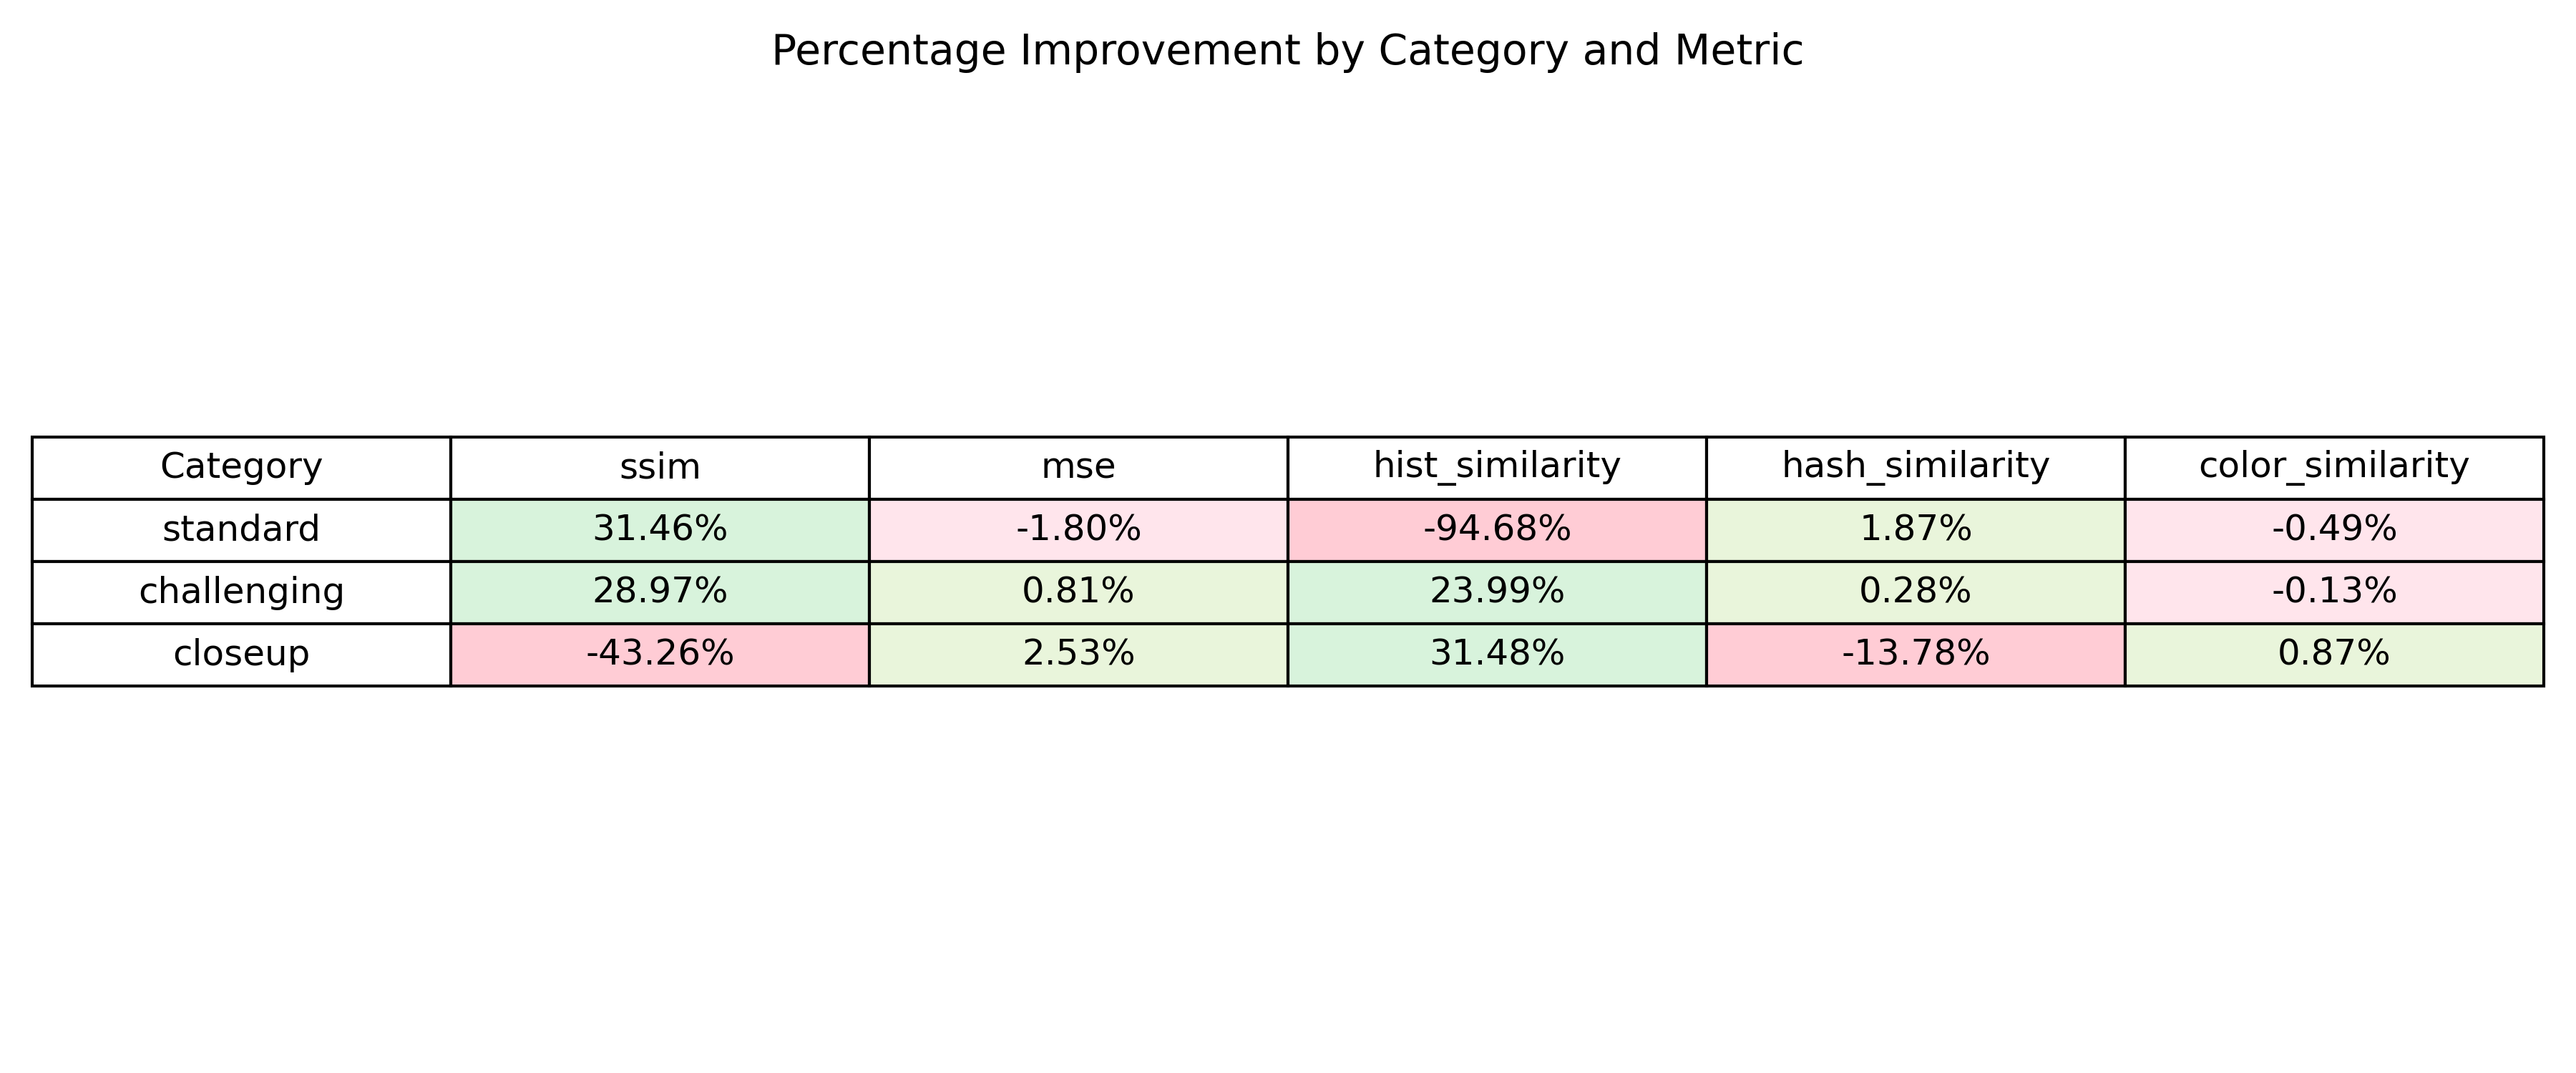 Percentage Improvement by Category and Metric
Category ssim mse hist_similarity hash_similarity color_similarity
standard 31.46% -1.80% -94.68% 1.87% -0.49%
challenging 28.97% 0.81% 23.99% 0.28% -0.13%
closeup -43.26% 2.53% 31.48% -13.78% 0.87%